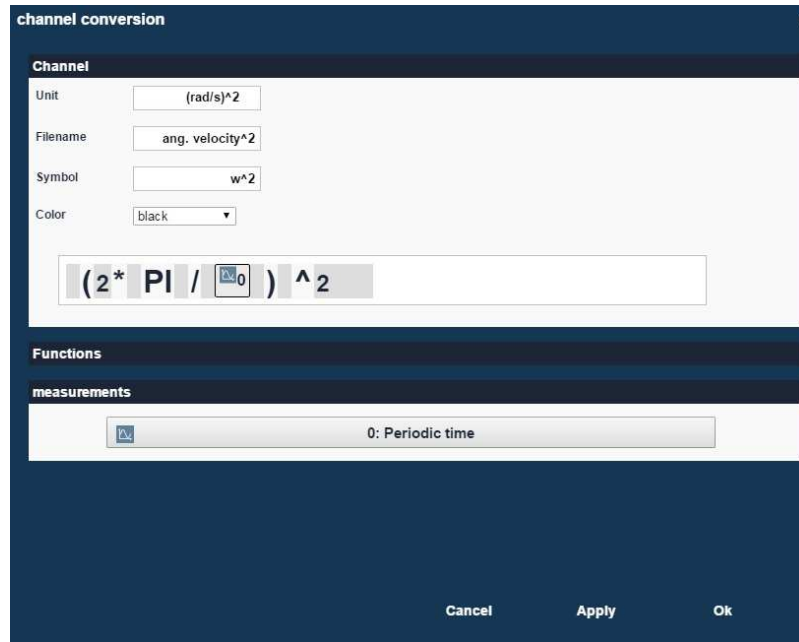 channel conversion
Channel
Unit (rad/s)^2
Filename ang. velocity^2
Symbol w^2
Color black
(2* PI / 0 ) ^2
Functions
measurements
0: Periodic time
Cancel Apply Ok